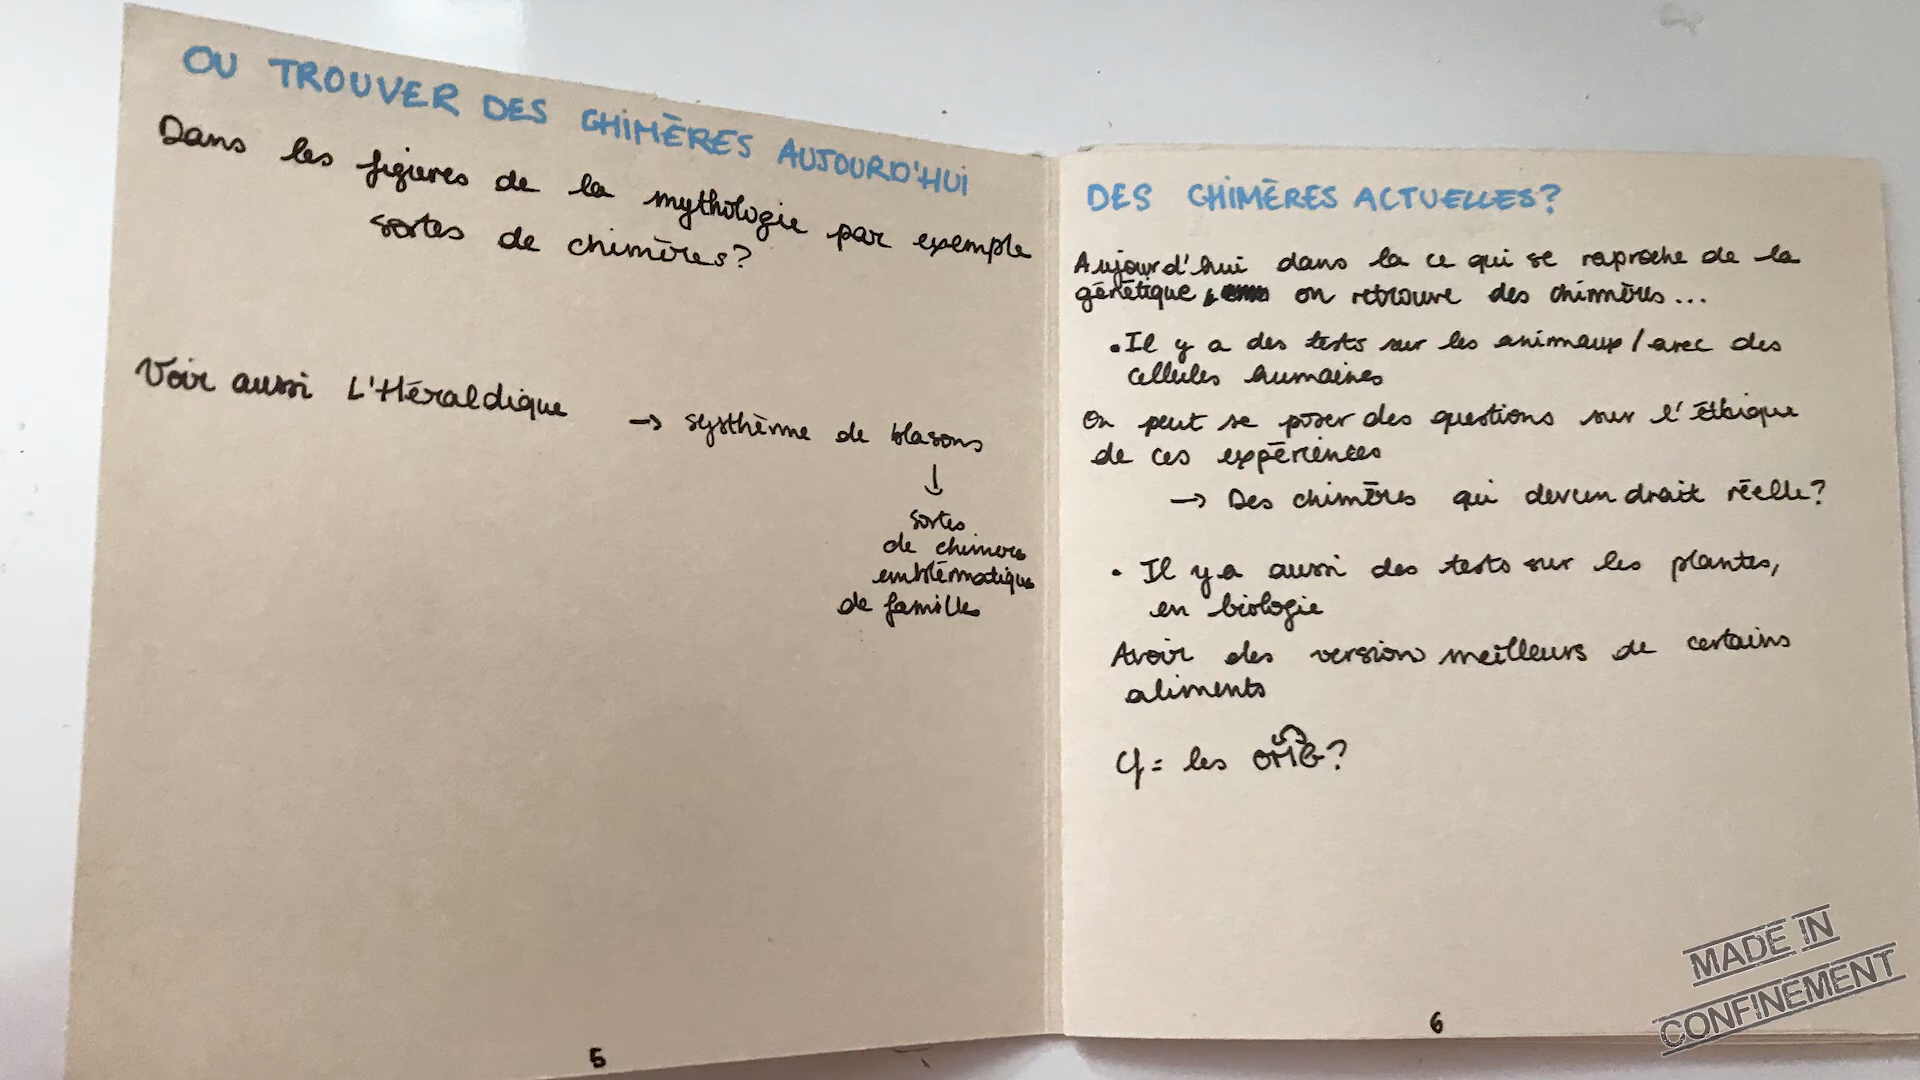 OU TROUVER DES CHIMÈRES AUJOURD'HUI
Dans les figures de la mythologie par exemple
sortes de chimères?
Voir aussi L'Héraldique → systhème de blasons
↓
sortes
de chimères
emblématique
de familles
5
DES CHIMÈRES ACTUELLES?
Aujourd'hui dans la ce qui se raproche de la
génétique, on retrouve des chimères...
• Il y a des tests sur les animaux / avec des
cellules humaines
On peut se poser des questions sur l'éthique
de ces expériences
→ Des chimères qui deviendrait réelle?
• Il y a aussi des tests sur les plantes,
en biologie
Avoir des version meilleurs de certains
aliments
= les OMG?
6
MADE IN
CONFINEMENT